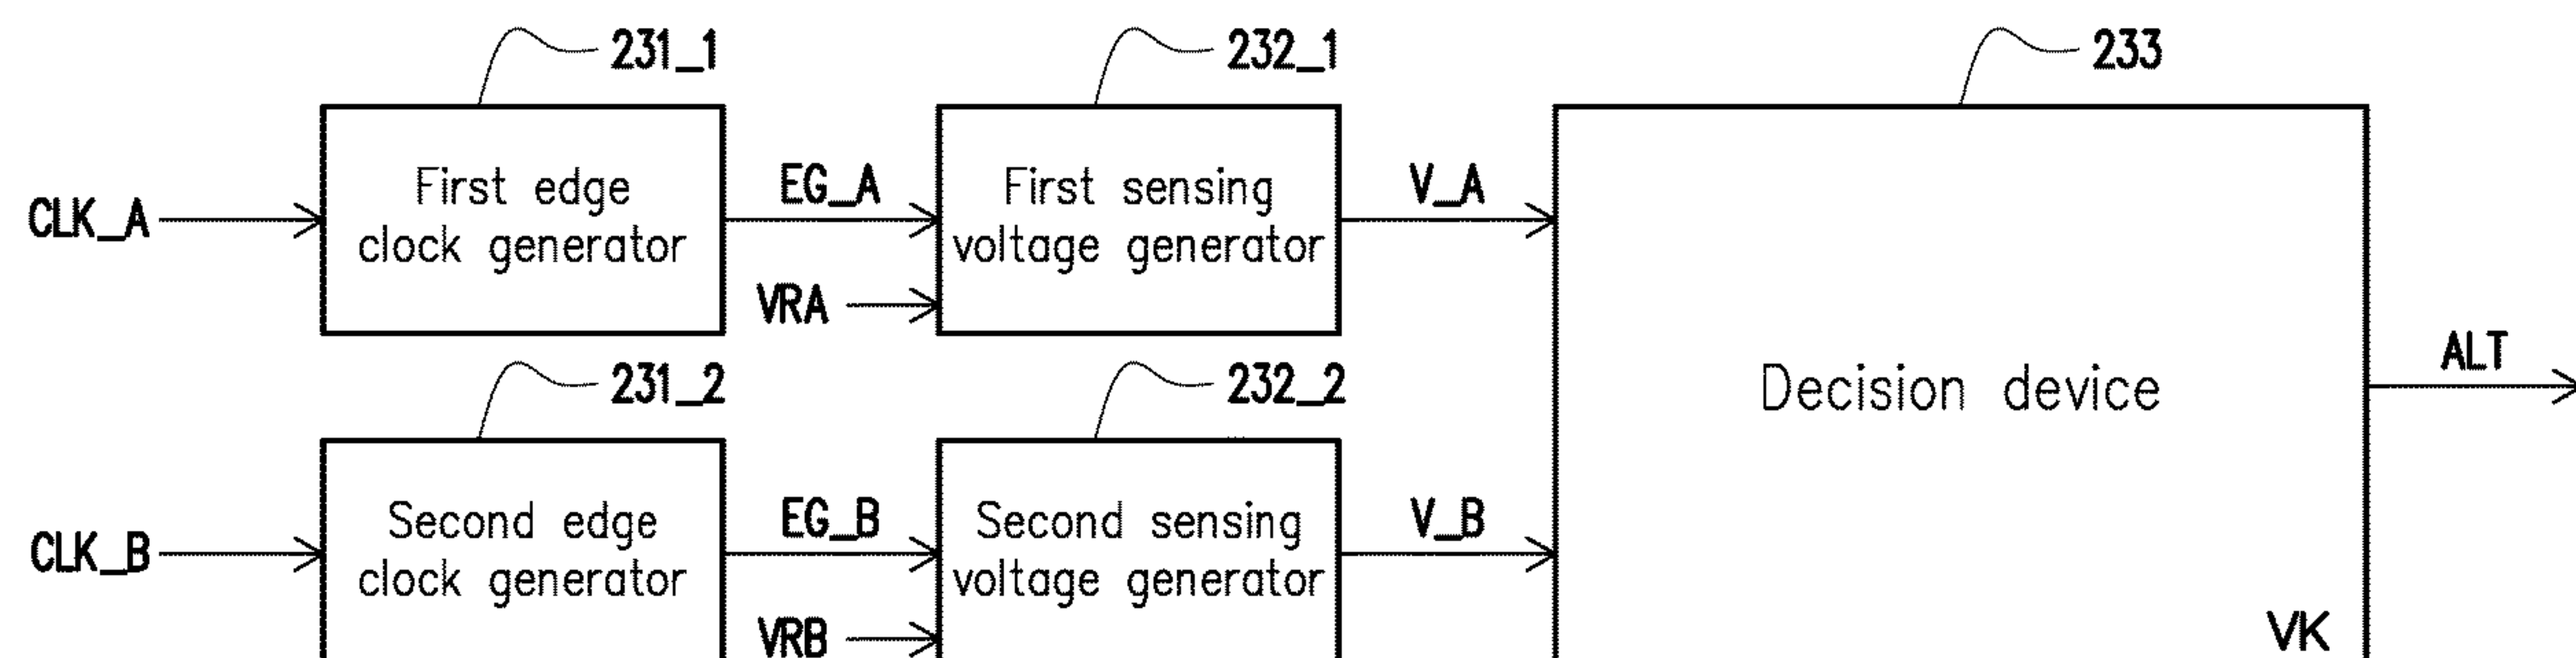 231_1
232_1
233
CLK_A
First edge
clock generator
EG_A
VRA
First sensing
voltage generator
V_A
231_2
232_2
CLK_B
Second edge
clock generator
EG_B
VRB
Second sensing
voltage generator
V_B
Decision device
VK
ALT